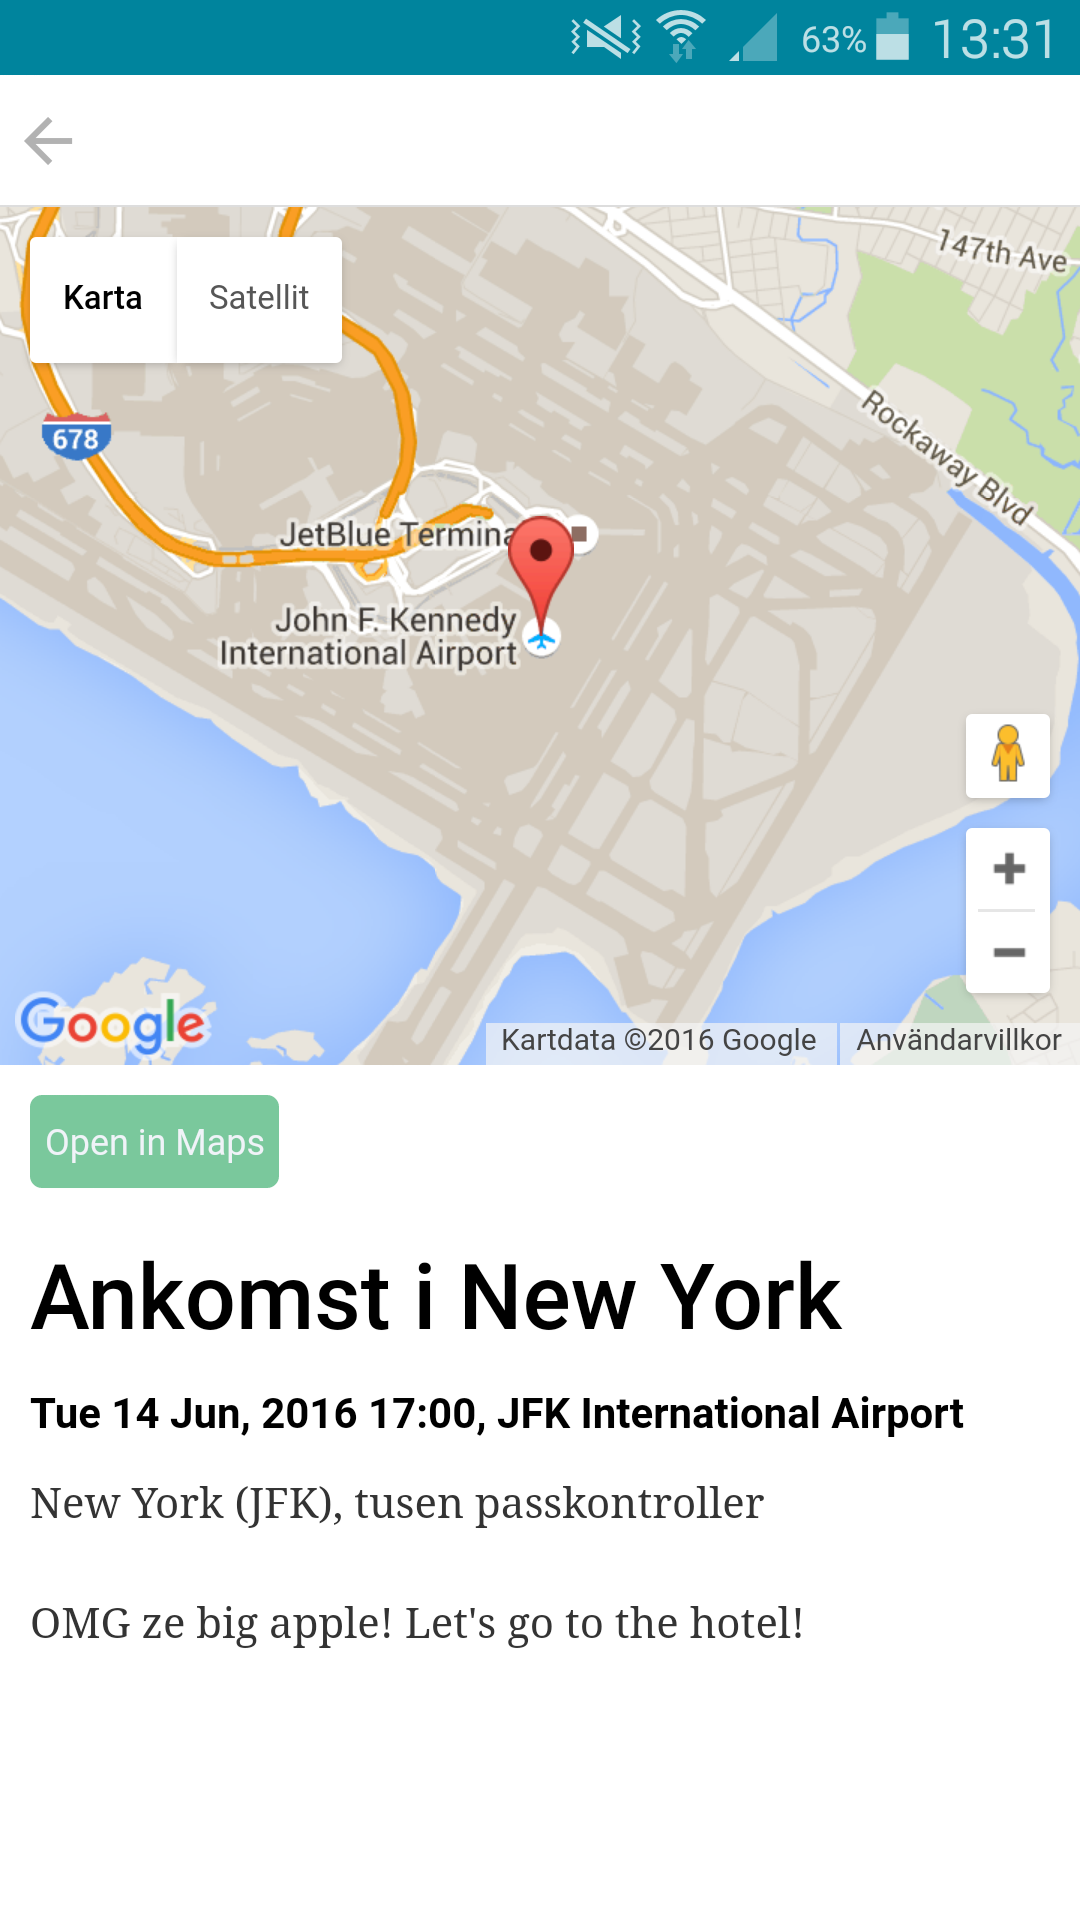 63% 13:31
147th Ave
Karta Satellit
Rockaway Blvd
678
JetBlue Termina
John F. Kennedy
International Airport
Google
Kartdata ©2016 Google Användarvillkor
Open in Maps
Ankomst i New York
Tue 14 Jun, 2016 17:00, JFK International Airport
New York (JFK), tusen passkontroller
OMG ze big apple! Let's go to the hotel!